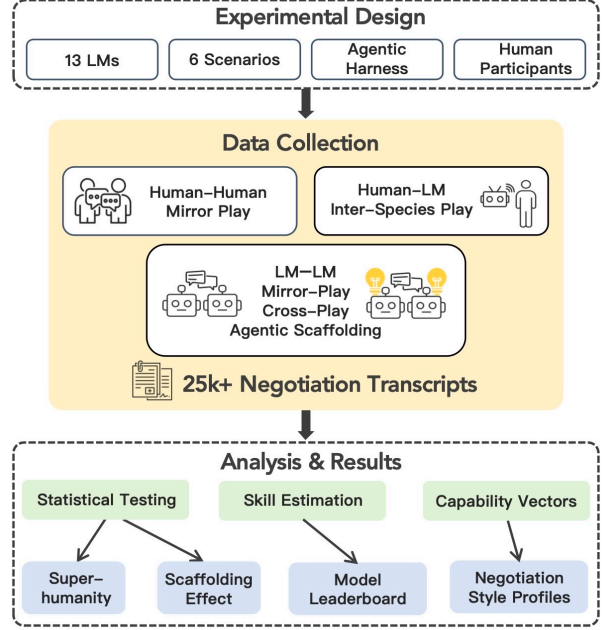 Experimental Design
13 LMs
6 Scenarios
Agentic
Harness
Human
Participants
Data Collection
Human–Human
Mirror Play
Human-LM
Inter-Species Play
LM–LM
Mirror-Play
Cross-Play
Agentic Scaffolding
25k+ Negotiation Transcripts
Analysis & Results
Statistical Testing
Skill Estimation
Capability Vectors
Super-
humanity
Scaffolding
Effect
Model
Leaderboard
Negotiation
Style Profiles